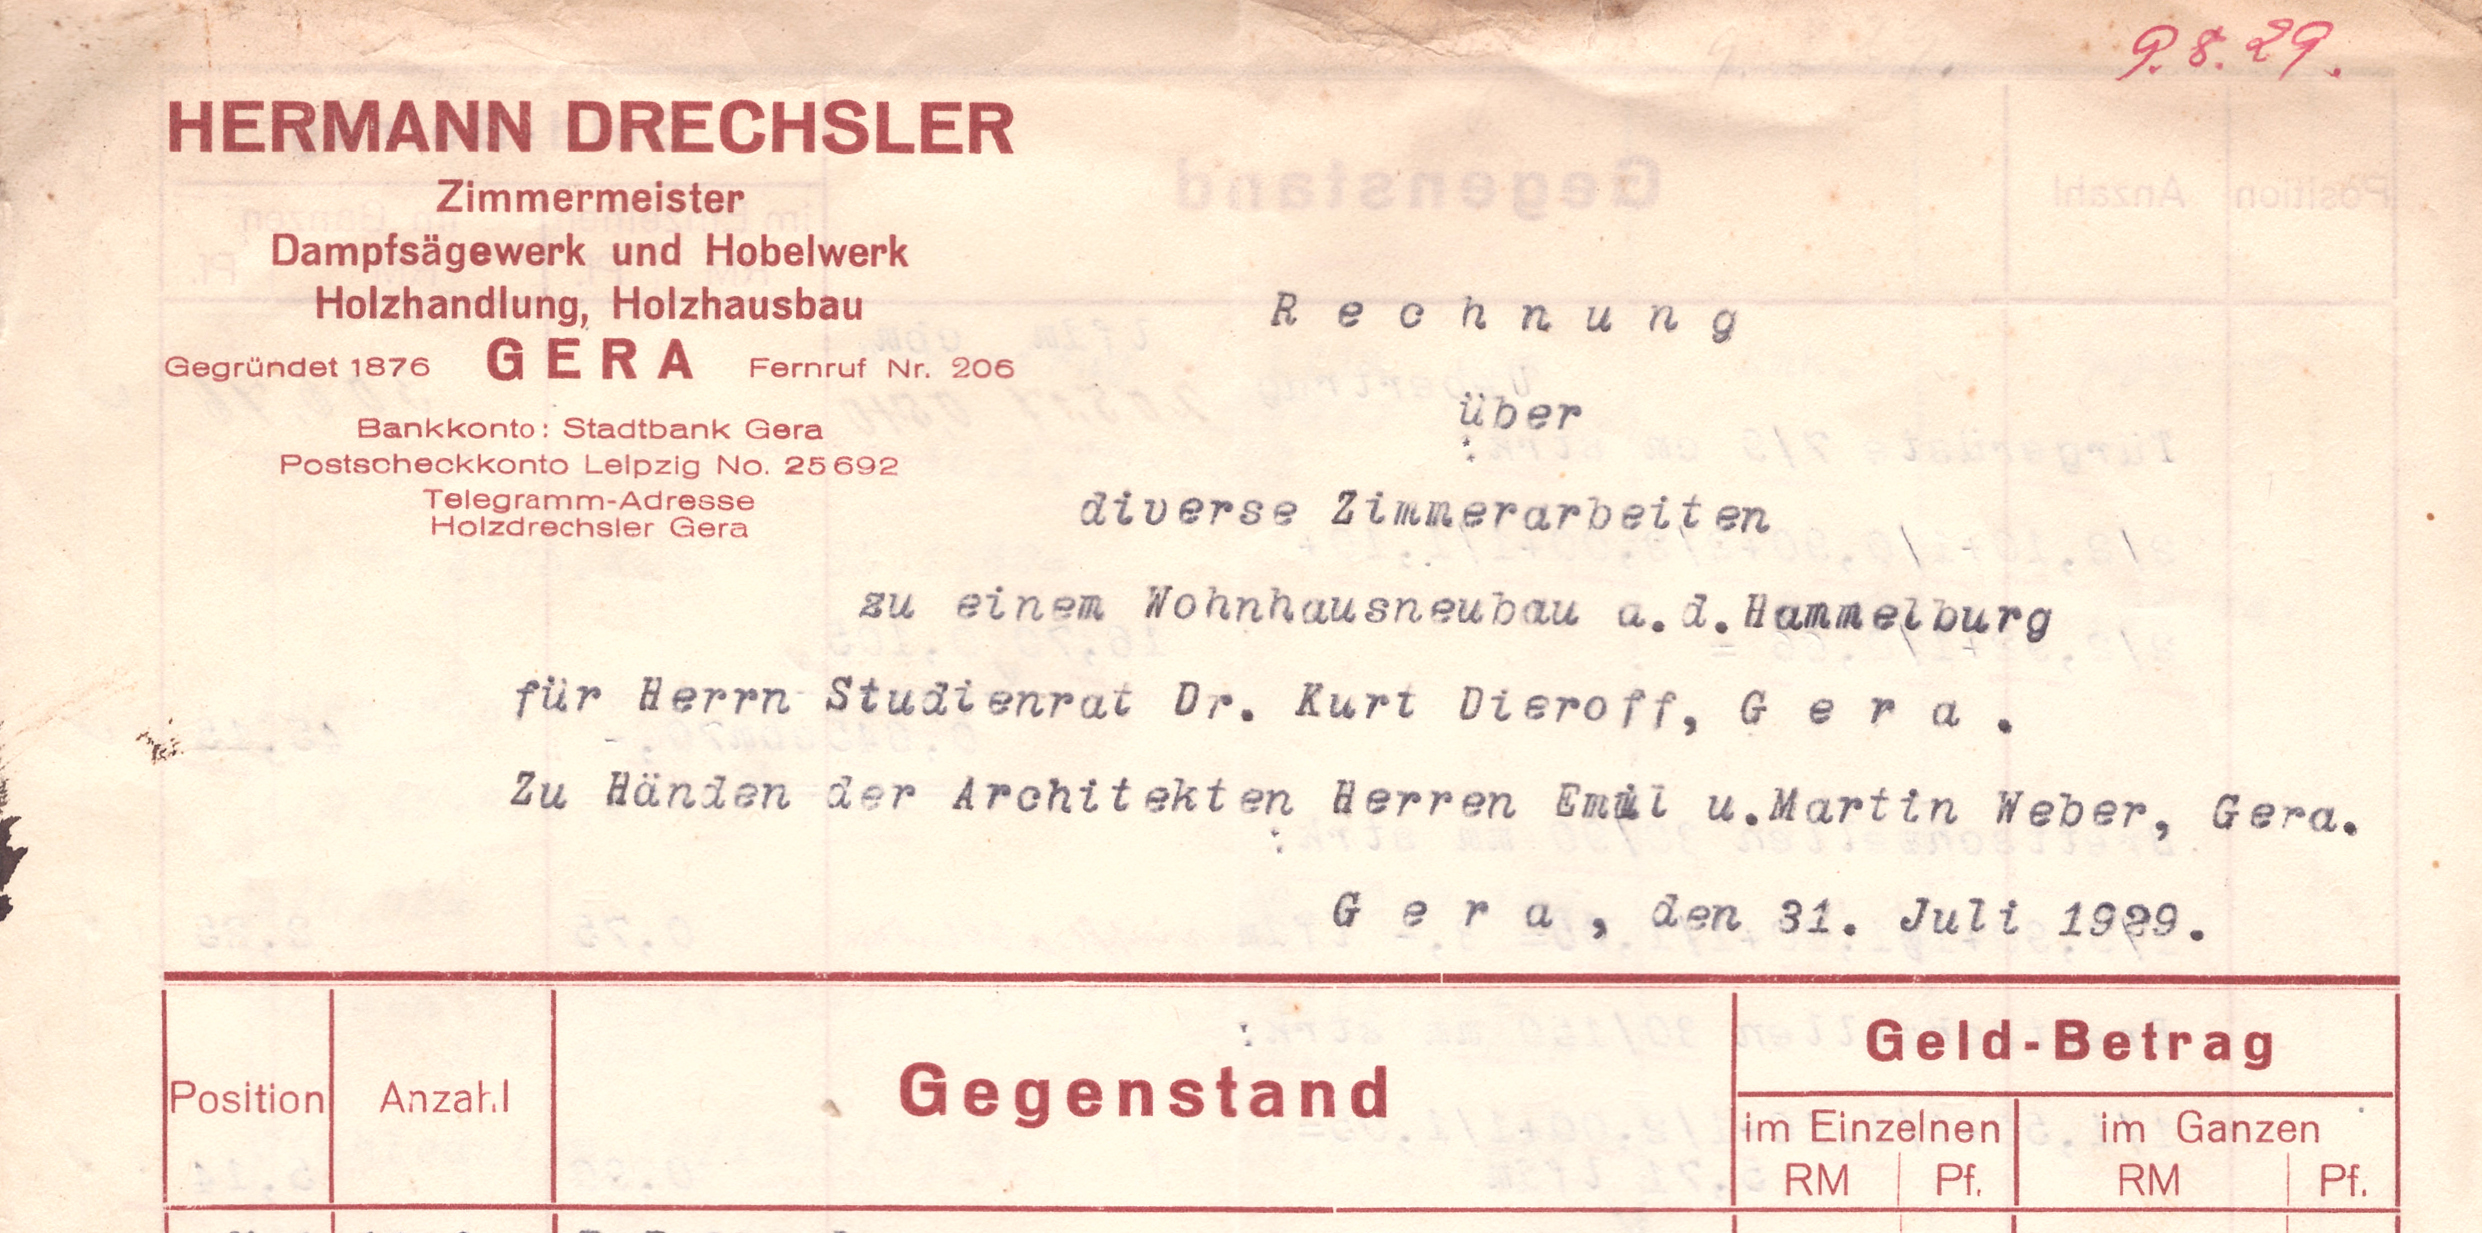 9.8.29.
HERMANN DRECHSLER
Zimmermeister
Dampfsägewerk und Hobelwerk
Holzhandlung, Holzhausbau
Gegründet 1876 GERA Fernruf Nr. 206
Bankkonto: Stadtbank Gera
Postscheckkonto Leipzig No. 25692
Telegramm-Adresse
Holzdrechsler Gera
R e c h n u n g
über
diverse Zimmerarbeiten
zu einem Wohnhausneubau a.d.Hammelburg
für Herrn Studienrat Dr. Kurt Dieroff, G e r a .
Zu Händen der Architekten Herren Emil u.Martin Weber, Gera.
G e r a , den 31. Juli 1929.
Position Anzahl Gegenstand Geld-Betrag
im Einzelnen im Ganzen
RM Pf. RM Pf.